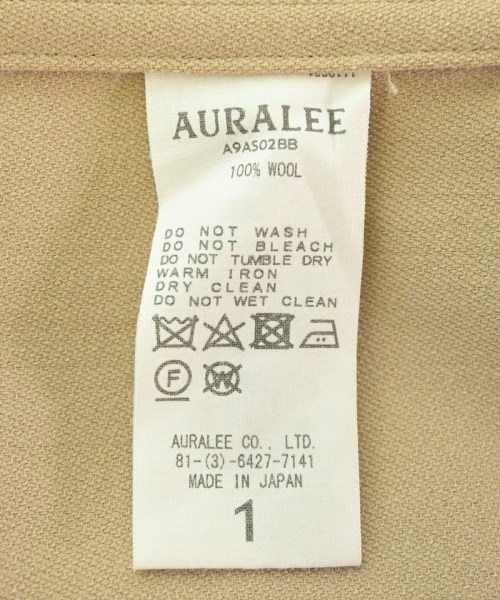 AURALEE
A9AS02BB
100% WOOL
DO NOT WASH
DO NOT BLEACH
DO NOT TUMBLE DRY
WARM IRON
DRY CLEAN
DO NOT WET CLEAN
F W
AURALEE CO., LTD.
81-(3)-6427-7141
MADE IN JAPAN
1